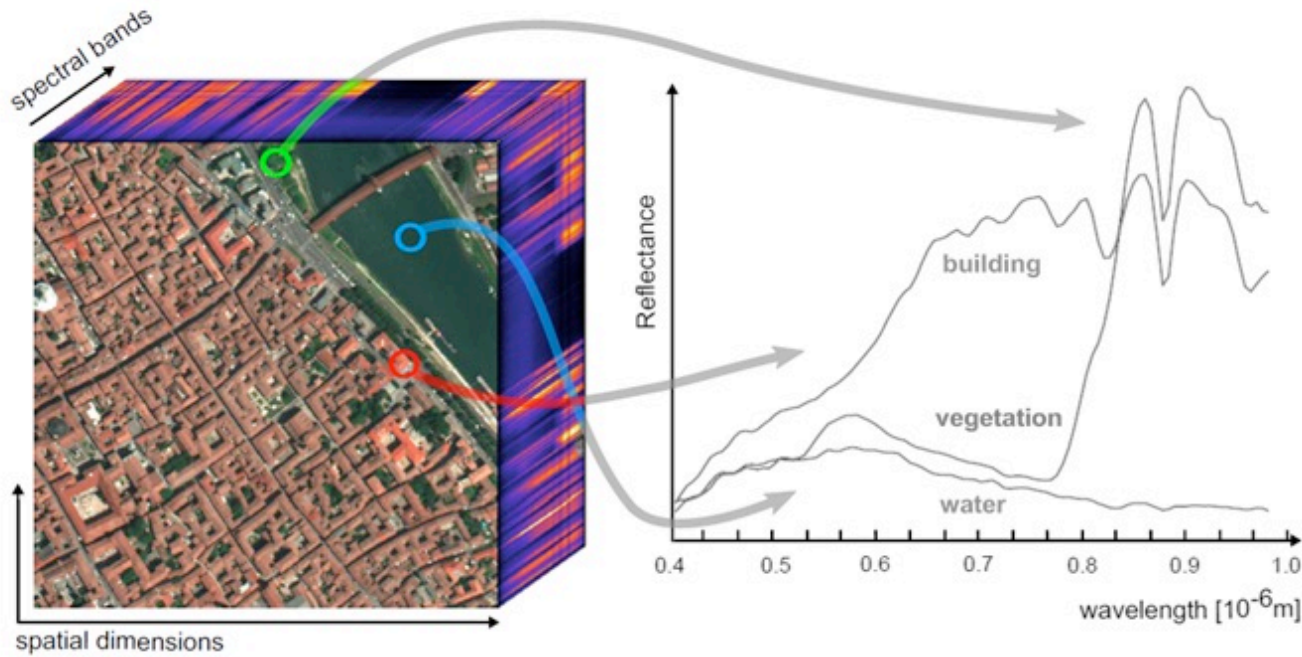 spectral bands
spatial dimensions
Reflectance
building
vegetation
water
0.4 0.5 0.6 0.7 0.8 0.9 1.0
wavelength [10⁻⁶m]